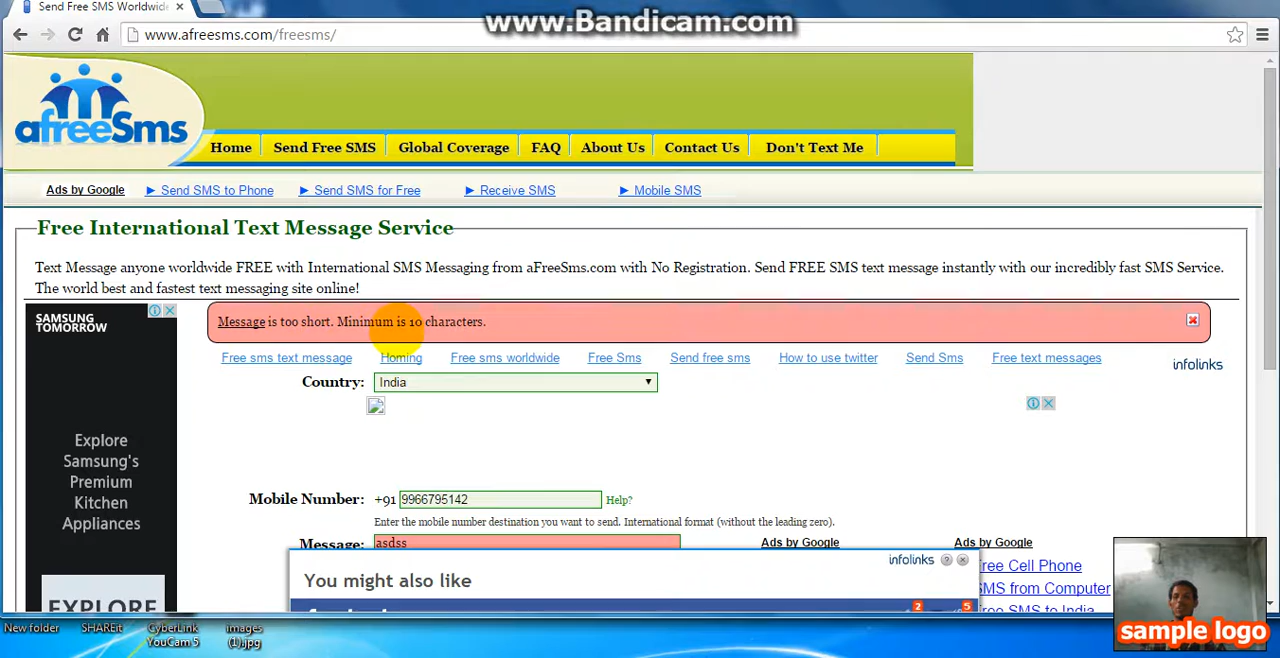 www.Bandicam.com
Send Free SMS Worldwide
www.afreesms.com/freesms/
afreeSms
Home
Send Free SMS
Global Coverage
FAQ
About Us
Contact Us
Don't Text Me
Ads by Google
► Send SMS to Phone
► Send SMS for Free
► Receive SMS
► Mobile SMS
Free International Text Message Service
Text Message anyone worldwide FREE with International SMS Messaging from aFreeSms.com with No Registration. Send FREE SMS text message instantly with our incredibly fast SMS Service.
The world best and fastest text messaging site online!
SAMSUNG
TOMORROW
Message is too short. Minimum is 10 characters.
Free sms text message
Homing
Free sms worldwide
Free Sms
Send free sms
How to use twitter
Send Sms
Free text messages
infolinks
Country:
India
Explore
Samsung's
Premium
Kitchen
Appliances
Mobile Number:
+91
9966795142
Help?
Enter the mobile number destination you want to send. International format (without the leading zero).
Message:
asdss
Ads by Google
Ads by Google
infolinks
You might also like
2
5
ree Cell Phone
SMS from Computer
ree SMS to India
EXPLORE
New folder
SHAREit
CyberLink
YouCam 5
images
(1).jpg
sample logo